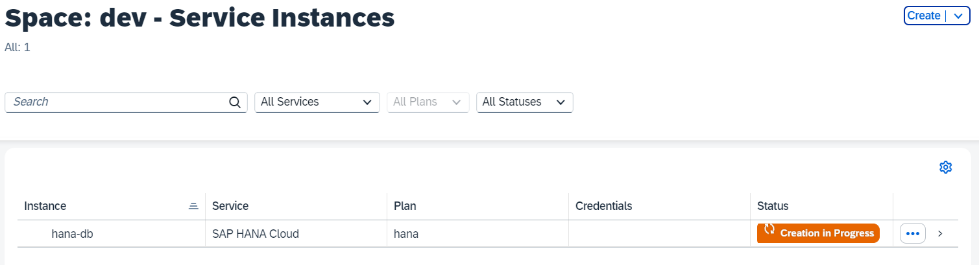 Space: dev - Service Instances
Create
All: 1
Search All Services All Plans All Statuses
Instance Service Plan Credentials Status
hana-db SAP HANA Cloud hana Creation in Progress